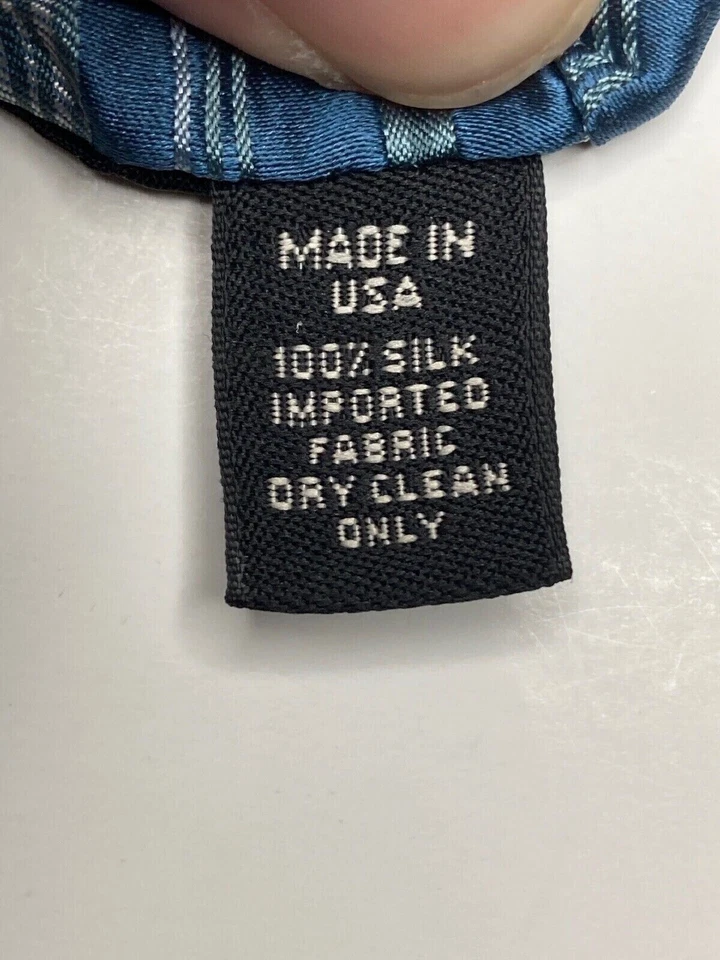 MADE IN
USA
100% SILK
IMPORTED
FABRIC
DRY CLEAN
ONLY